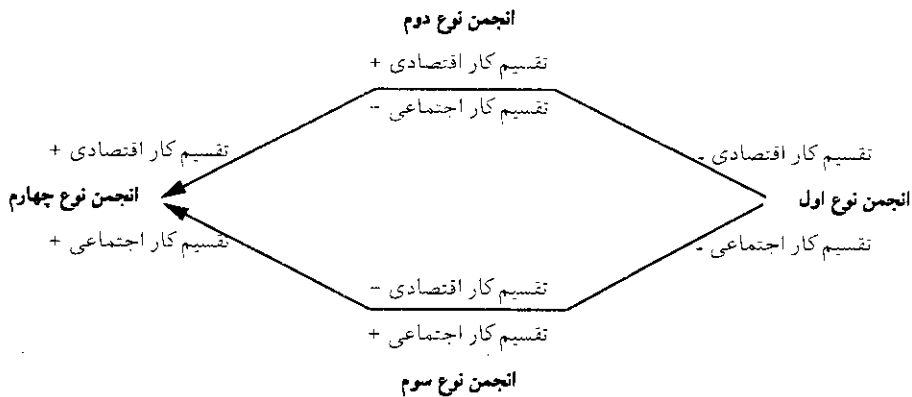 انجمن نوع دوم
تقسیم کار اقتصادی +
تقسیم کار اجتماعی -
تقسیم کار اقتصادی -
انجمن نوع اول
تقسیم کار اجتماعی -
تقسیم کار اقتصادی +
انجمن نوع چهارم
تقسیم کار اجتماعی +
تقسیم کار اقتصادی -
تقسیم کار اجتماعی +
انجمن نوع سوم